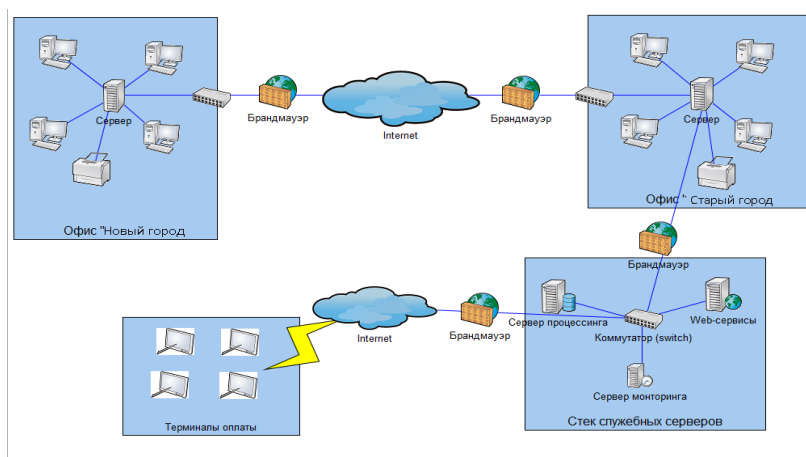 Сервер
Брандмауэр
Internet
Брандмауэр
Сервер
Офис "Новый город
Офис " Старый город
Брандмауэр
Сервер процессинга
Web-сервисы
Коммутатор (switch)
Internet
Брандмауэр
Сервер мониторинга
Терминалы оплаты
Стек служебных серверов